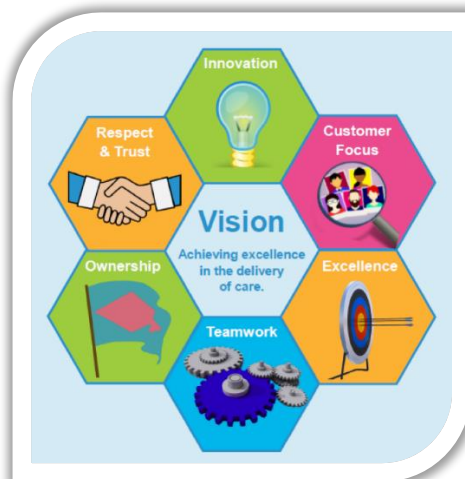 Innovation
Respect
& Trust
Customer
Focus
Vision
Achieving excellence
in the delivery
of care.
Ownership
Excellence
Teamwork